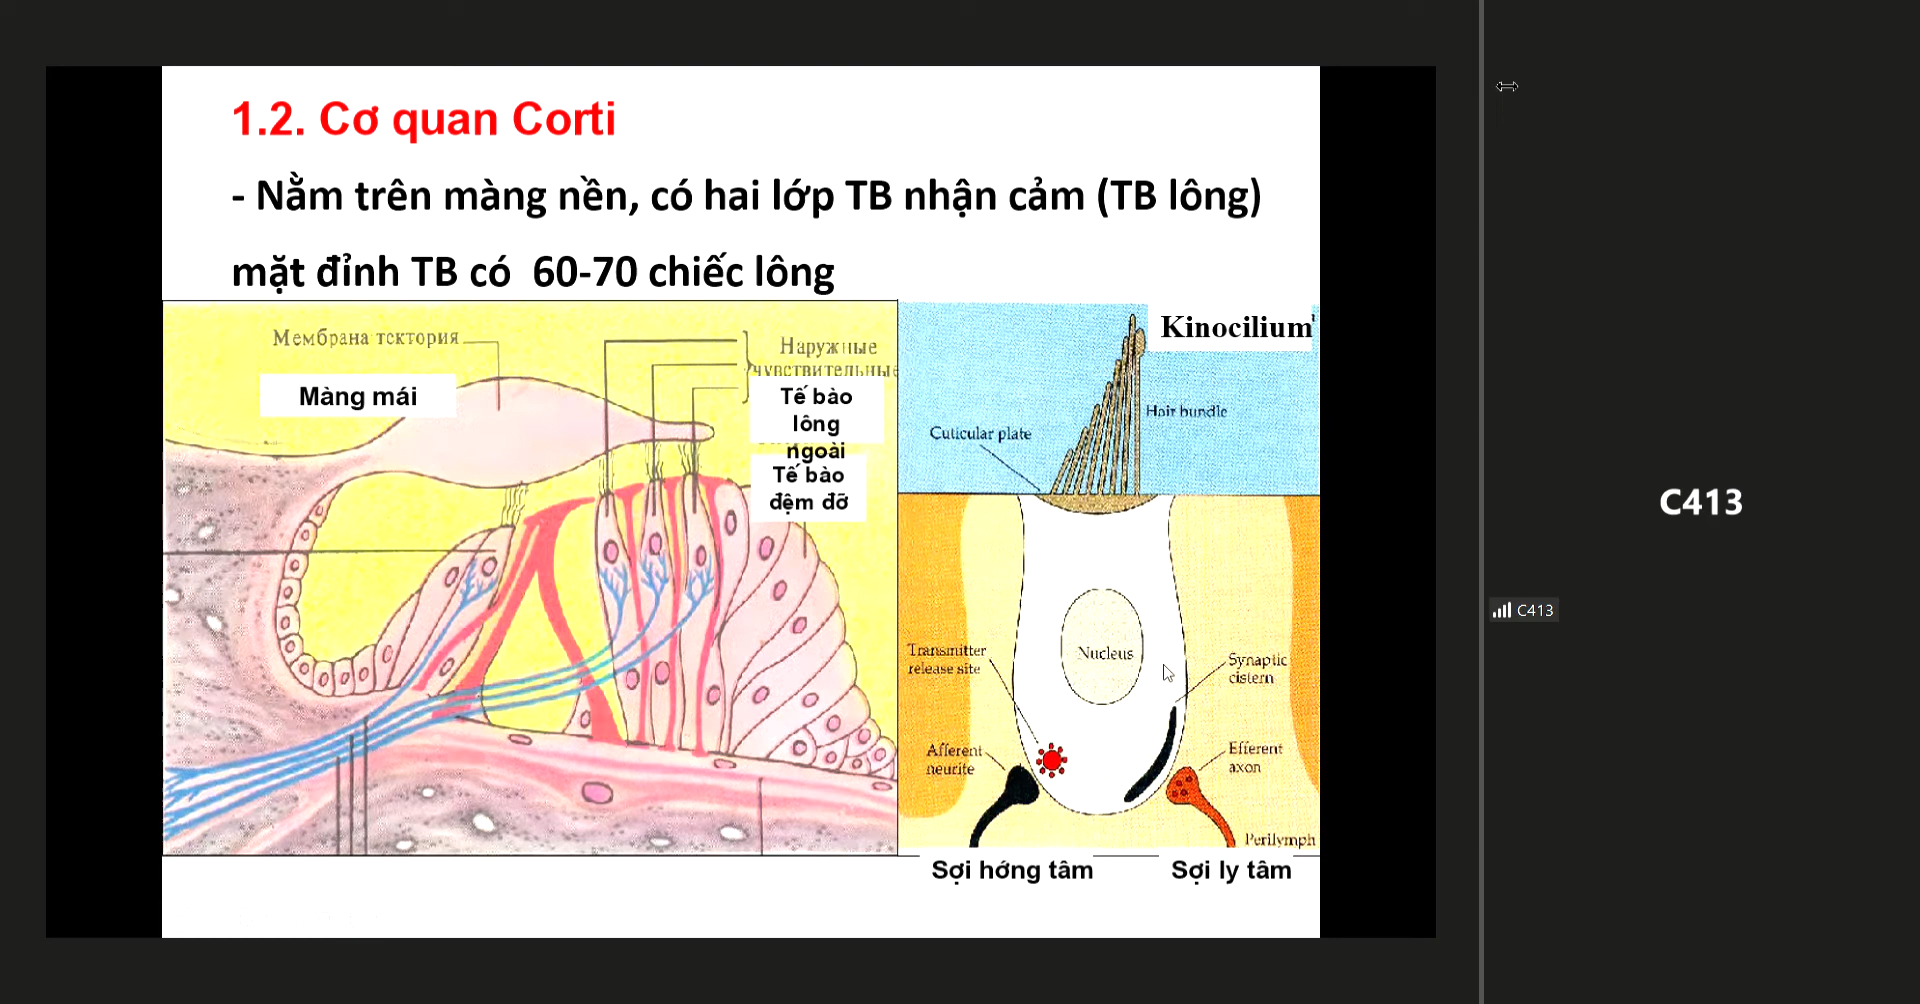 1.2. Cơ quan Corti
- Nằm trên màng nền, có hai lớp TB nhận cảm (TB lông)
mặt đỉnh TB có 60-70 chiếc lông
Мембрана тектория
Màng mái
Наружные
чувствительные
Tế bào
lông
ngoài
Tế bào
đệm đỡ
Kinocilium
Hair bundle
Cuticular plate
Transmitter
release site
Nucleus
Synaptic
cistern
Afferent
neurite
Efferent
axon
Perilymph
Sợi hớng tâm
Sợi ly tâm
C413
C413